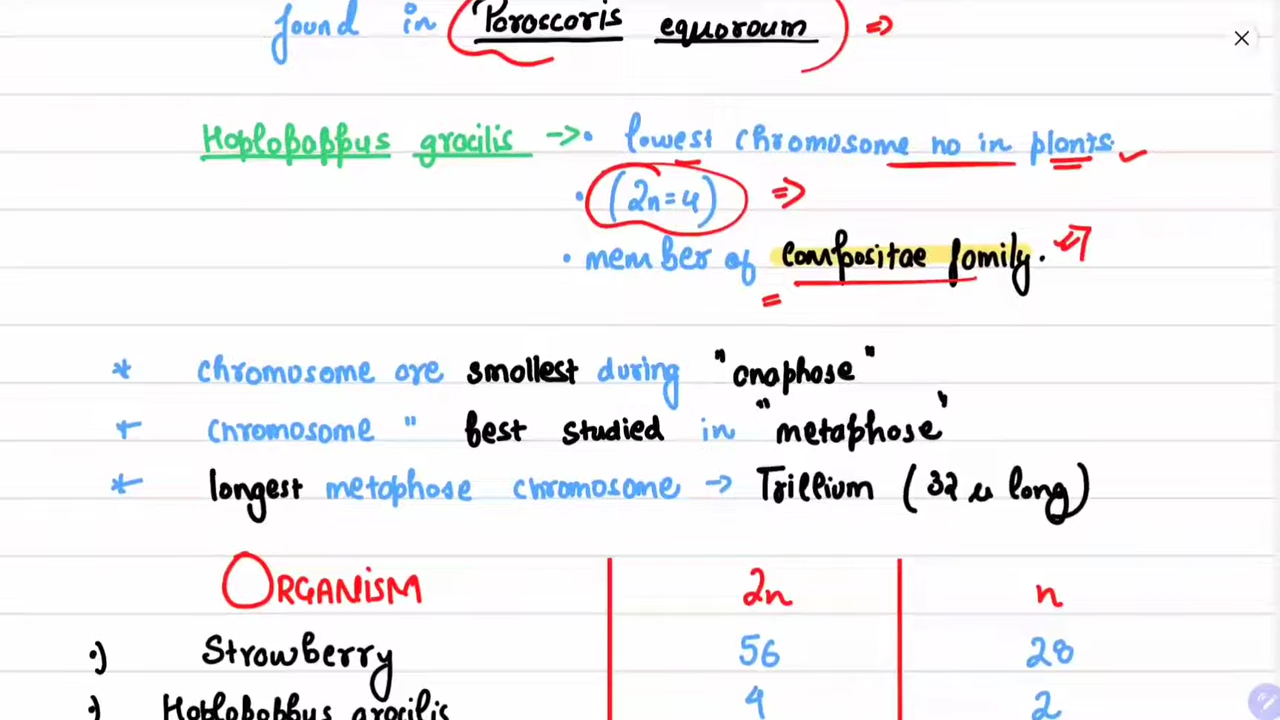 found in Parascaris equorum ⇒
Haplopappus gracilis → • lowest chromosome no in plants. ✓
• (2n=4) ⇒
• member of compositae family.
=
* chromosome are smallest during "anaphase"
* chromosome " best studied in "metaphase"
* longest metaphase chromosome → Trillium (32 μ long)
ORGANISM 2n n
•) Strawberry 56 28
•) Haplopappus gracilis 4 2